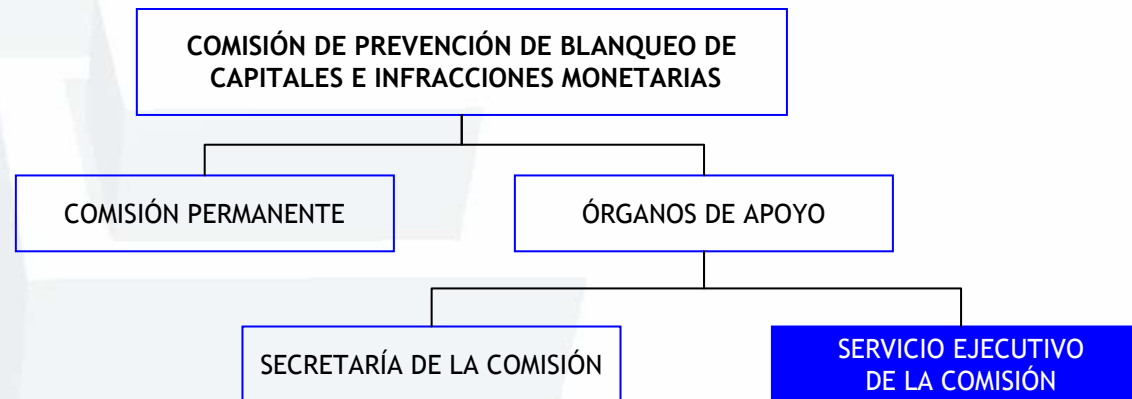 COMISIÓN DE PREVENCIÓN DE BLANQUEO DE
CAPITALES E INFRACCIONES MONETARIAS
COMISIÓN PERMANENTE
ÓRGANOS DE APOYO
SECRETARÍA DE LA COMISIÓN
SERVICIO EJECUTIVO
DE LA COMISIÓN